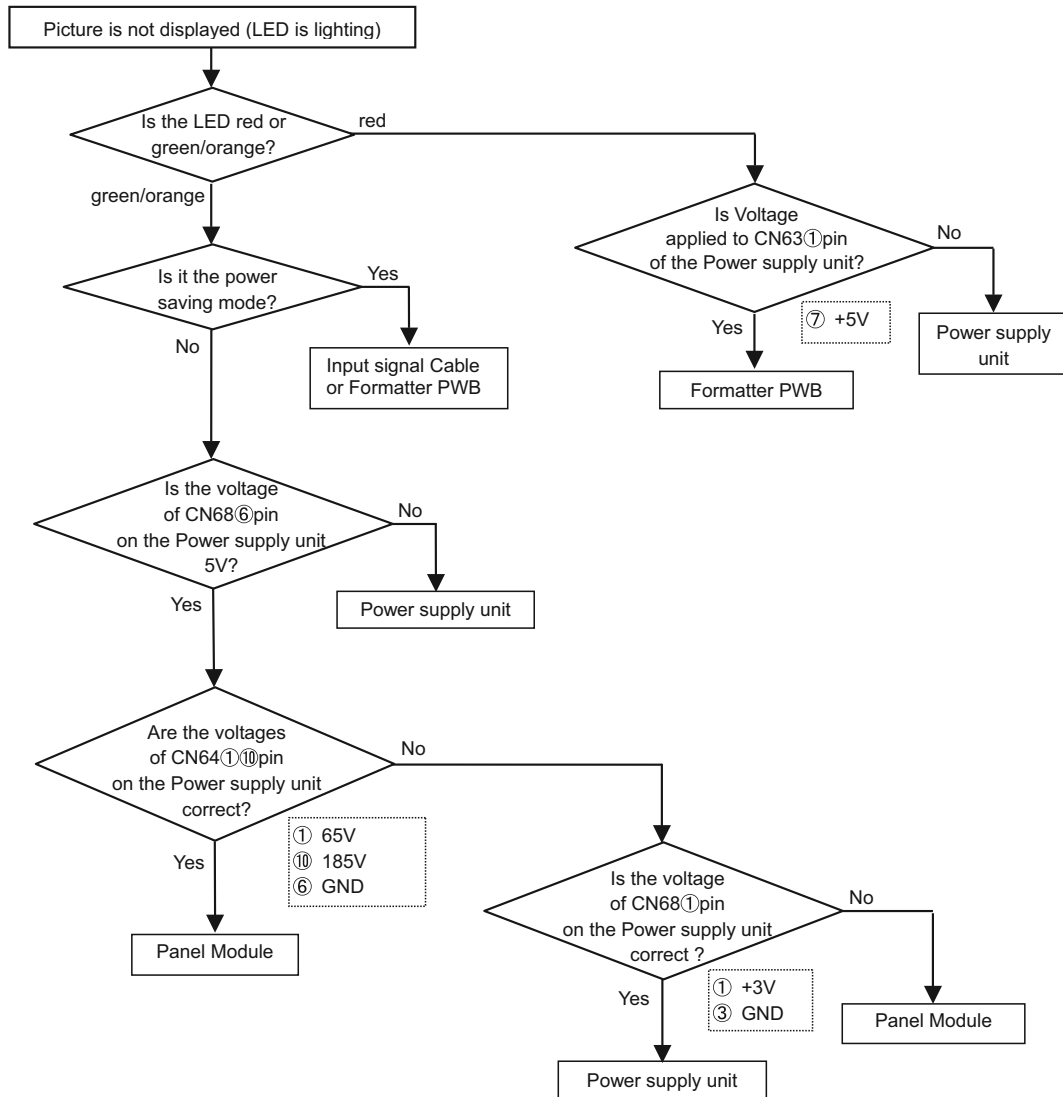 Picture is not displayed (LED is lighting)
Is the LED red or
green/orange?
red
green/orange
Is Voltage
applied to CN63①pin
of the Power supply unit?
No
Is it the power
saving mode?
Yes
Yes
⑦ +5V
Power supply
unit
No
Input signal Cable
or Formatter PWB
Formatter PWB
Is the voltage
of CN68⑥pin
on the Power supply unit
5V?
No
Yes
Power supply unit
Are the voltages
of CN64①⑩pin
on the Power supply unit
correct?
No
Yes
① 65V
⑩ 185V
⑥ GND
Is the voltage
of CN68①pin
on the Power supply unit
correct ?
No
Panel Module
Yes
① +3V
③ GND
Panel Module
Power supply unit